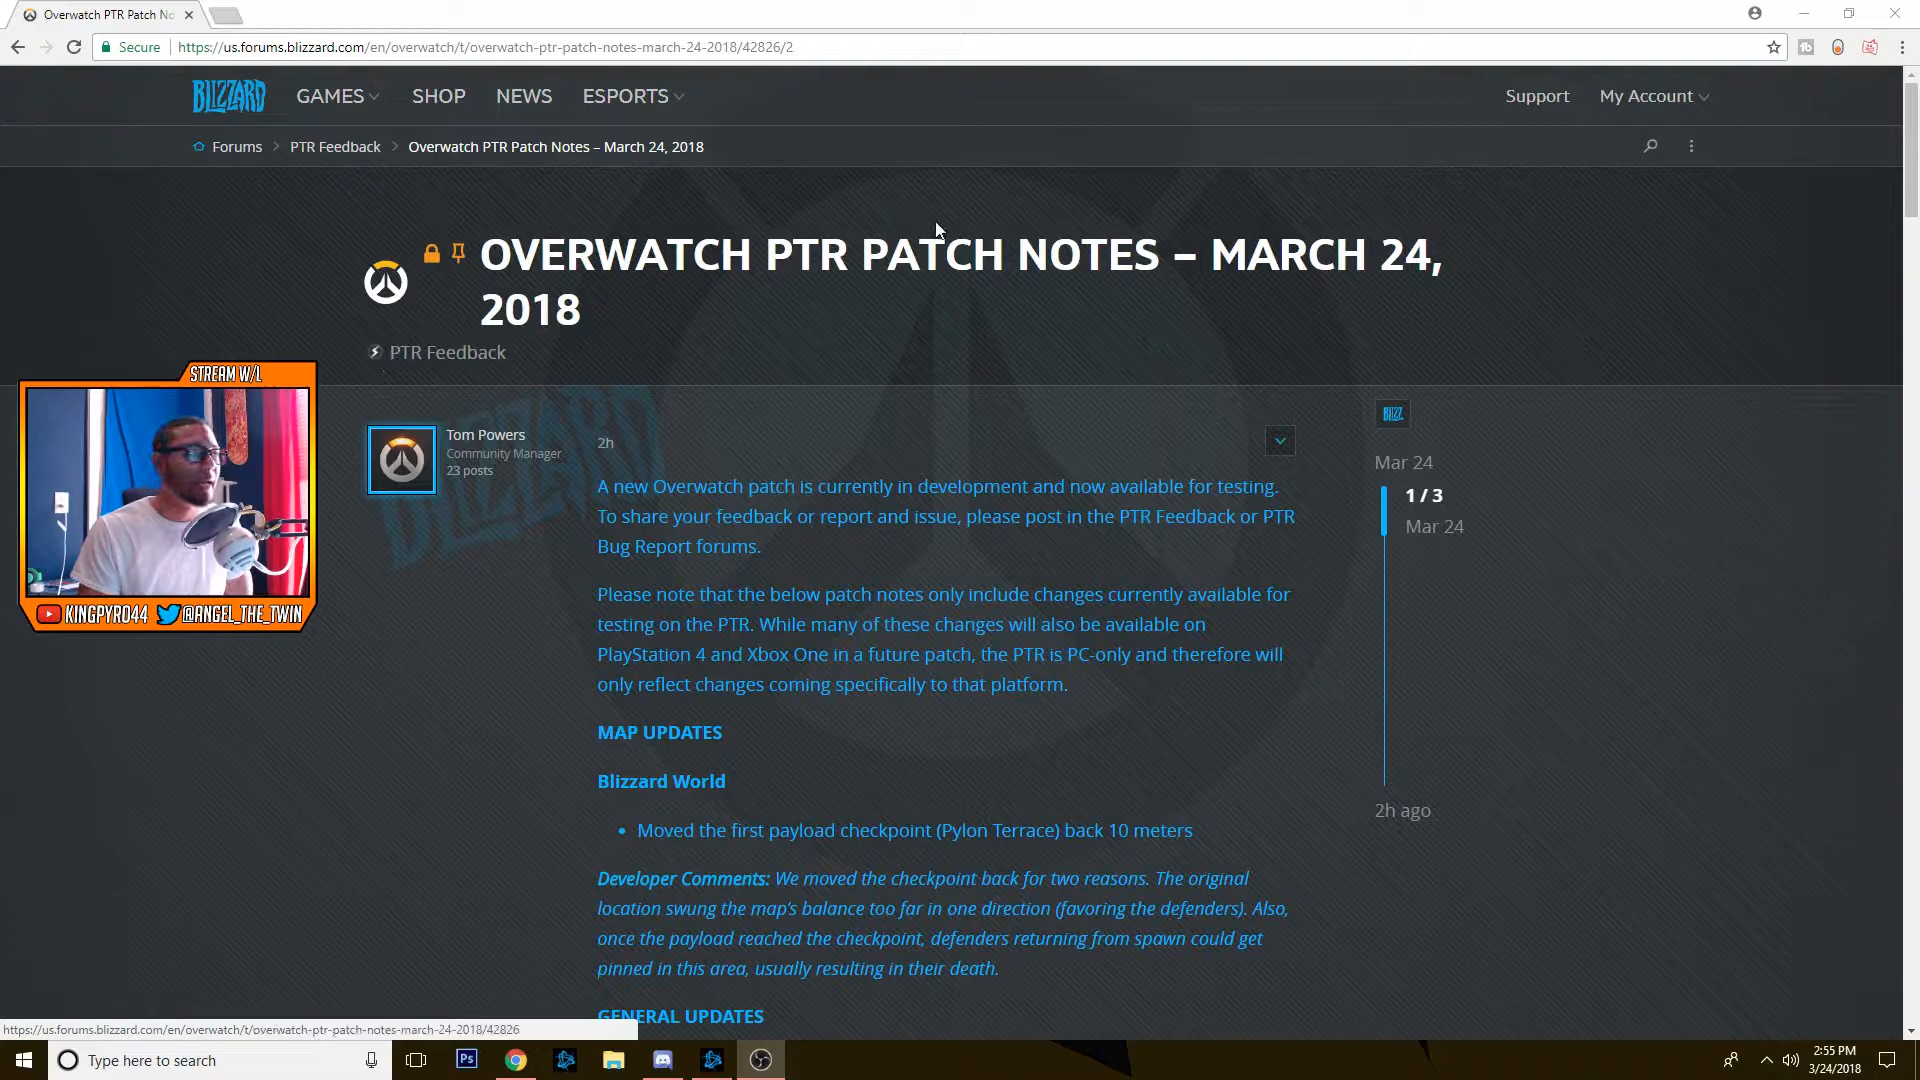 Overwatch PTR Patch No
Secure https://us.forums.blizzard.com/en/overwatch/t/overwatch-ptr-patch-notes-march-24-2018/42826/2
BLIZZARD GAMES SHOP NEWS ESPORTS Support My Account
Forums PTR Feedback Overwatch PTR Patch Notes – March 24, 2018
OVERWATCH PTR PATCH NOTES – MARCH 24,
2018
PTR Feedback
STREAM W/L
KINGPYRO44 @ANGEL_THE_TWIN
BLIZZARD
Tom Powers
Community Manager
23 posts
2h
A new Overwatch patch is currently in development and now available for testing.
To share your feedback or report and issue, please post in the PTR Feedback or PTR
Bug Report forums.
Please note that the below patch notes only include changes currently available for
testing on the PTR. While many of these changes will also be available on
PlayStation 4 and Xbox One in a future patch, the PTR is PC-only and therefore will
only reflect changes coming specifically to that platform.
MAP UPDATES
Blizzard World
• Moved the first payload checkpoint (Pylon Terrace) back 10 meters
Developer Comments: We moved the checkpoint back for two reasons. The original
location swung the map's balance too far in one direction (favoring the defenders). Also,
once the payload reached the checkpoint, defenders returning from spawn could get
pinned in this area, usually resulting in their death.
GENERAL UPDATES
BLIZZ
Mar 24
1 / 3
Mar 24
2h ago
https://us.forums.blizzard.com/en/overwatch/t/overwatch-ptr-patch-notes-march-24-2018/42826
Type here to search
Ps
2:55 PM
3/24/2018